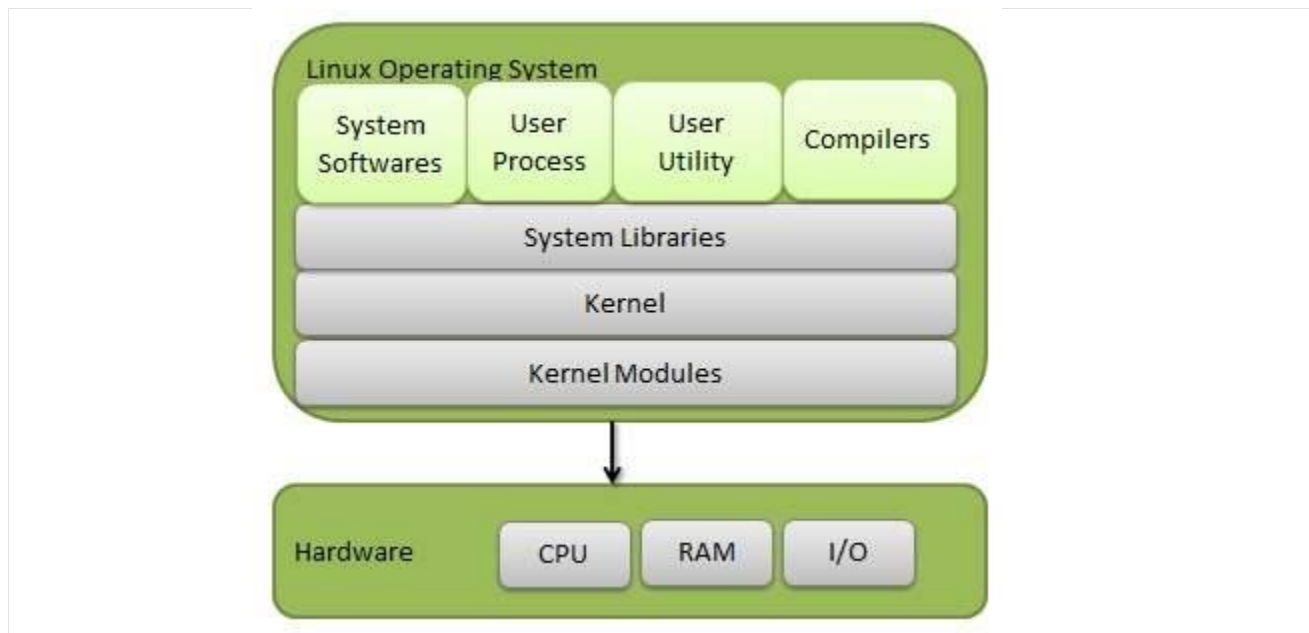 Linux Operating System
System
Softwares
User
Process
User
Utility
Compilers
System Libraries
Kernel
Kernel Modules
Hardware
CPU
RAM
I/O